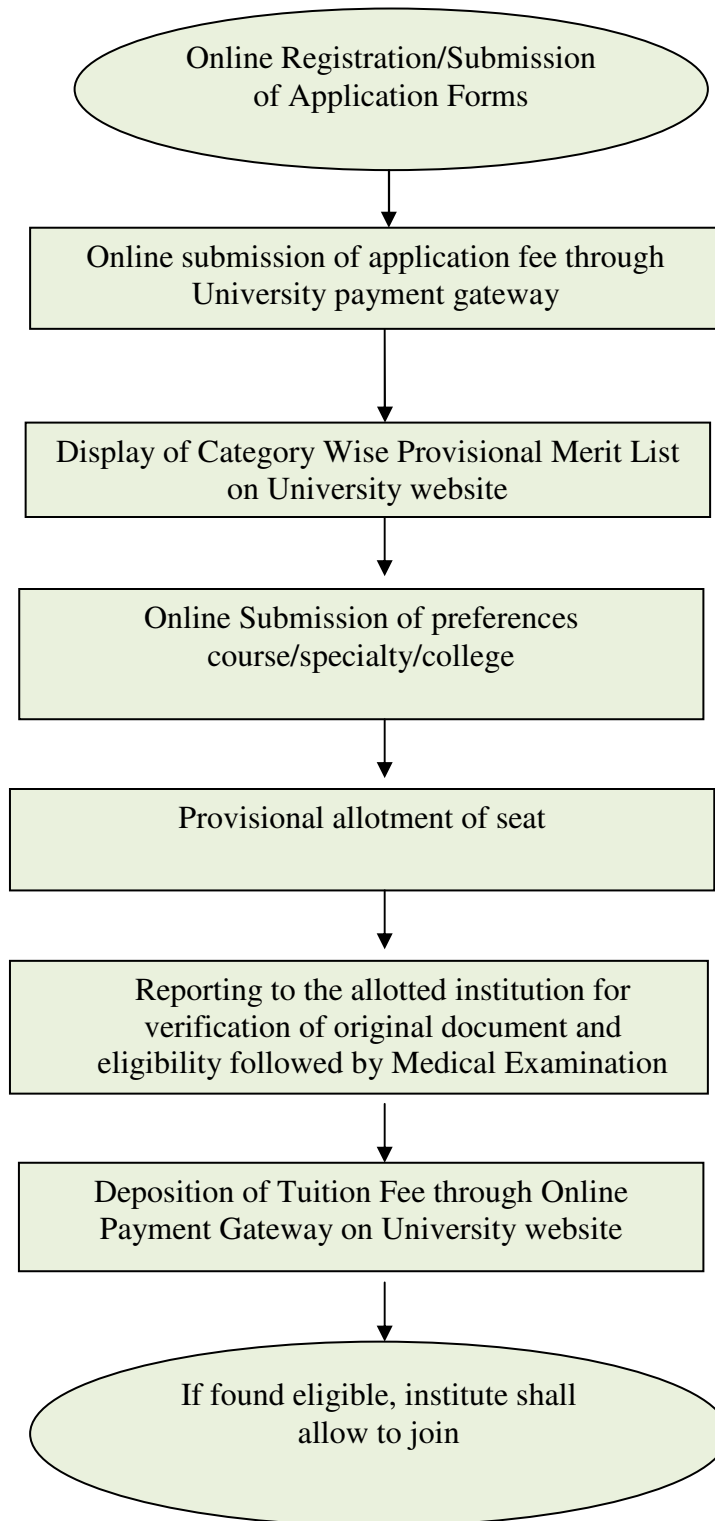 Online Registration/Submission
of Application Forms
Online submission of application fee through
University payment gateway
Display of Category Wise Provisional Merit List
on University website
Online Submission of preferences
course/specialty/college
Provisional allotment of seat
Reporting to the allotted institution for
verification of original document and
eligibility followed by Medical Examination
Deposition of Tuition Fee through Online
Payment Gateway on University website
If found eligible, institute shall
allow to join